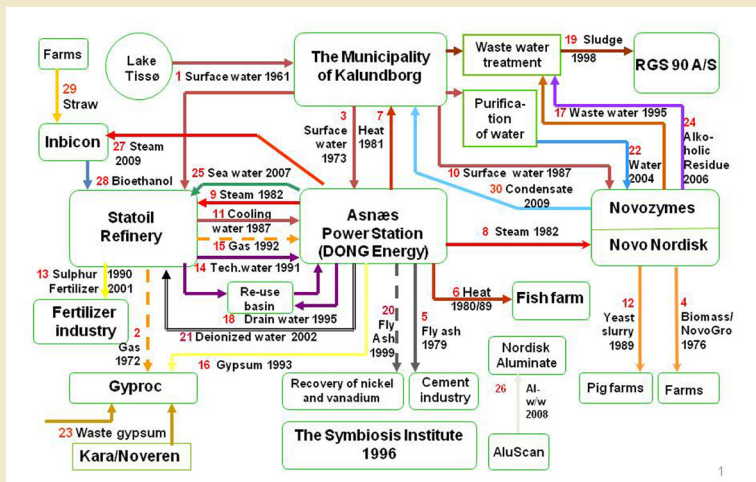 Farms
Lake
Tissø
The Municipality
of Kalundborg
Waste water
treatment
19 Sludge
1998
RGS 90 A/S
1 Surface water 1961
29
Straw
3
Surface
water
1973
7
Heat
1981
Purifica-
tion
of water
17 Waste water 1995
24
Alko-
holic
Residue
2006
Inbicon
27 Steam
2009
22
Water
2004
10 Surface water 1987
30 Condensate
2009
28 Bioethanol
25 Sea water 2007
9 Steam 1982
11 Cooling
water 1987
15 Gas 1992
14 Tech.water 1991
Statoil
Refinery
Asnæs
Power Station
(DONG Energy)
8 Steam 1982
Novozymes
Novo Nordisk
13 Sulphur 1990
Fertilizer 2001
Re-use
basin
18 Drain water 1995
21 Deionized water 2002
6 Heat
1980/89
Fish farm
12
Yeast
slurry
1989
4
Biomass/
NovoGro
1976
Fertilizer
industry
2
Gas
1972
20
Fly
Ash
1999
5
Fly ash
1979
16 Gypsum 1993
Nordisk
Aluminate
Gyproc
Recovery of nickel
and vanadium
Cement
industry
26 Al-
w/w
2008
Pig farms
Farms
23 Waste gypsum
Kara/Noveren
The Symbiosis Institute
1996
AluScan
1